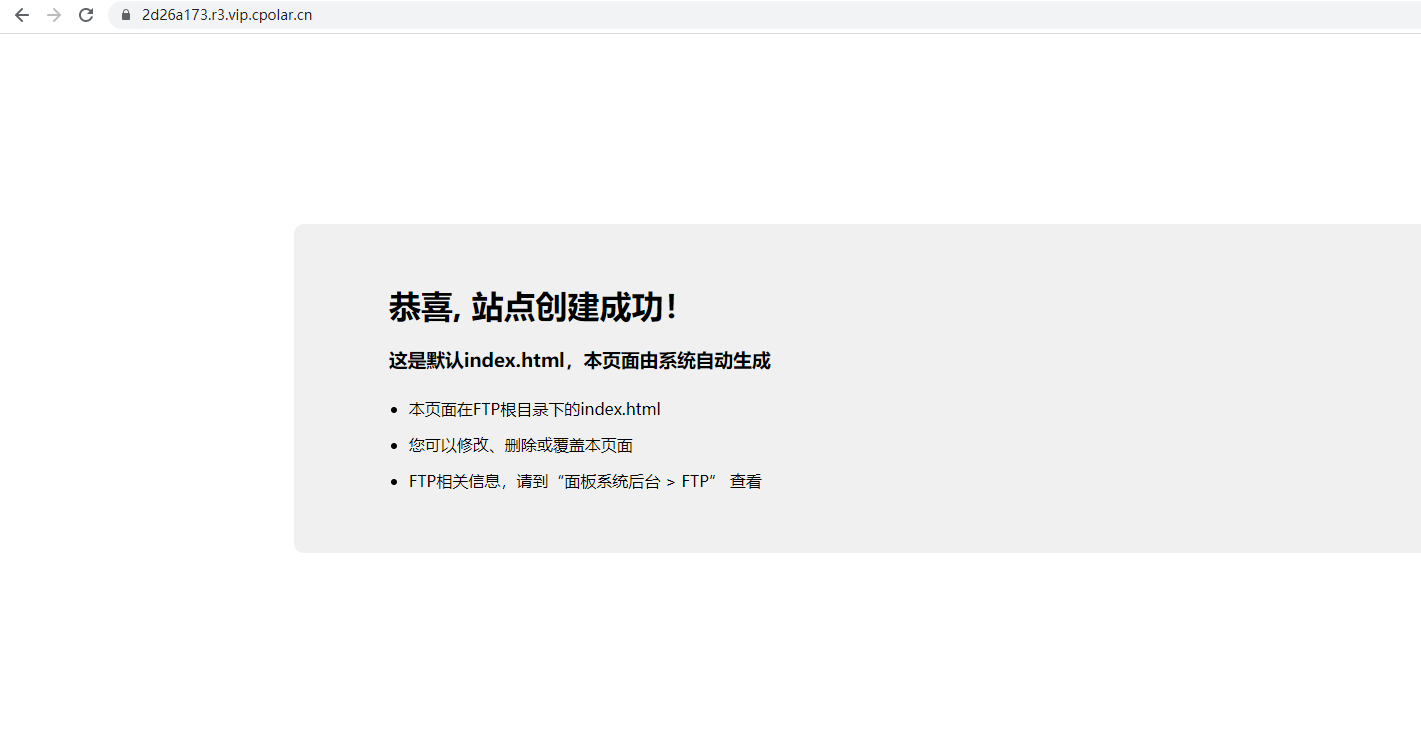 2d26a173.r3.vip.cpolar.cn
恭喜, 站点创建成功！
这是默认index.html，本页面由系统自动生成
本页面在FTP根目录下的index.html
您可以修改、删除或覆盖本页面
FTP相关信息，请到“面板系统后台 > FTP” 查看